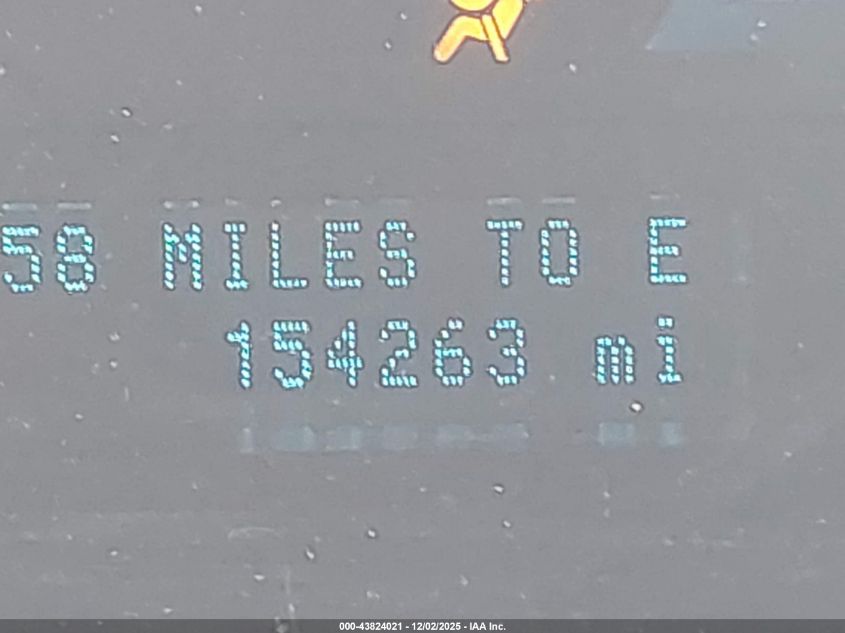 58 MILES TO E
154263 mi
000-43824021 - 12/02/2025 - IAA Inc.